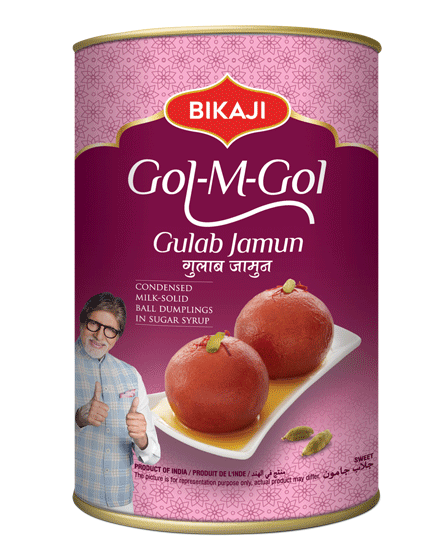 BIKAJI
Gol-M-Gol
Gulab Jamun
गुलाब जामुन
CONDENSED
MILK-SOLID
BALL DUMPLINGS
IN SUGAR SYRUP
PRODUCT OF INDIA / PRODUIT DE L'INDE / منتج في الهند
The picture is for representation purpose only, actual product may differ.
SWEET
جلاب جامون